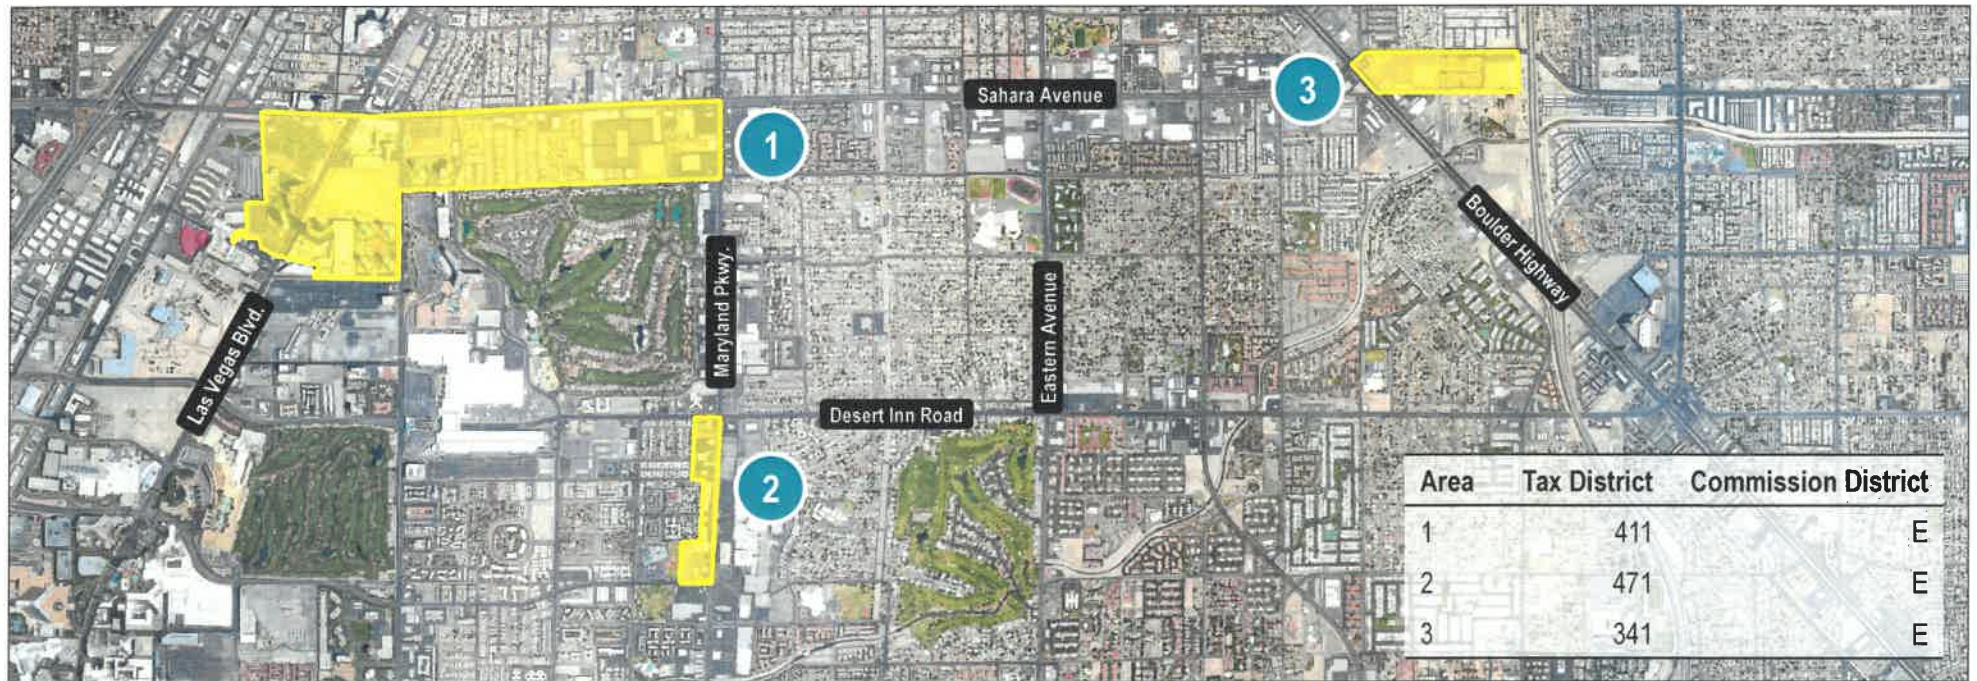 Sahara Avenue
3
1
Boulder Highway
Maryland Pkwy.
Eastern Avenue
Las Vegas Blvd.
Desert Inn Road
2
Area Tax District Commission District
1 411 E
2 471 E
3 341 E